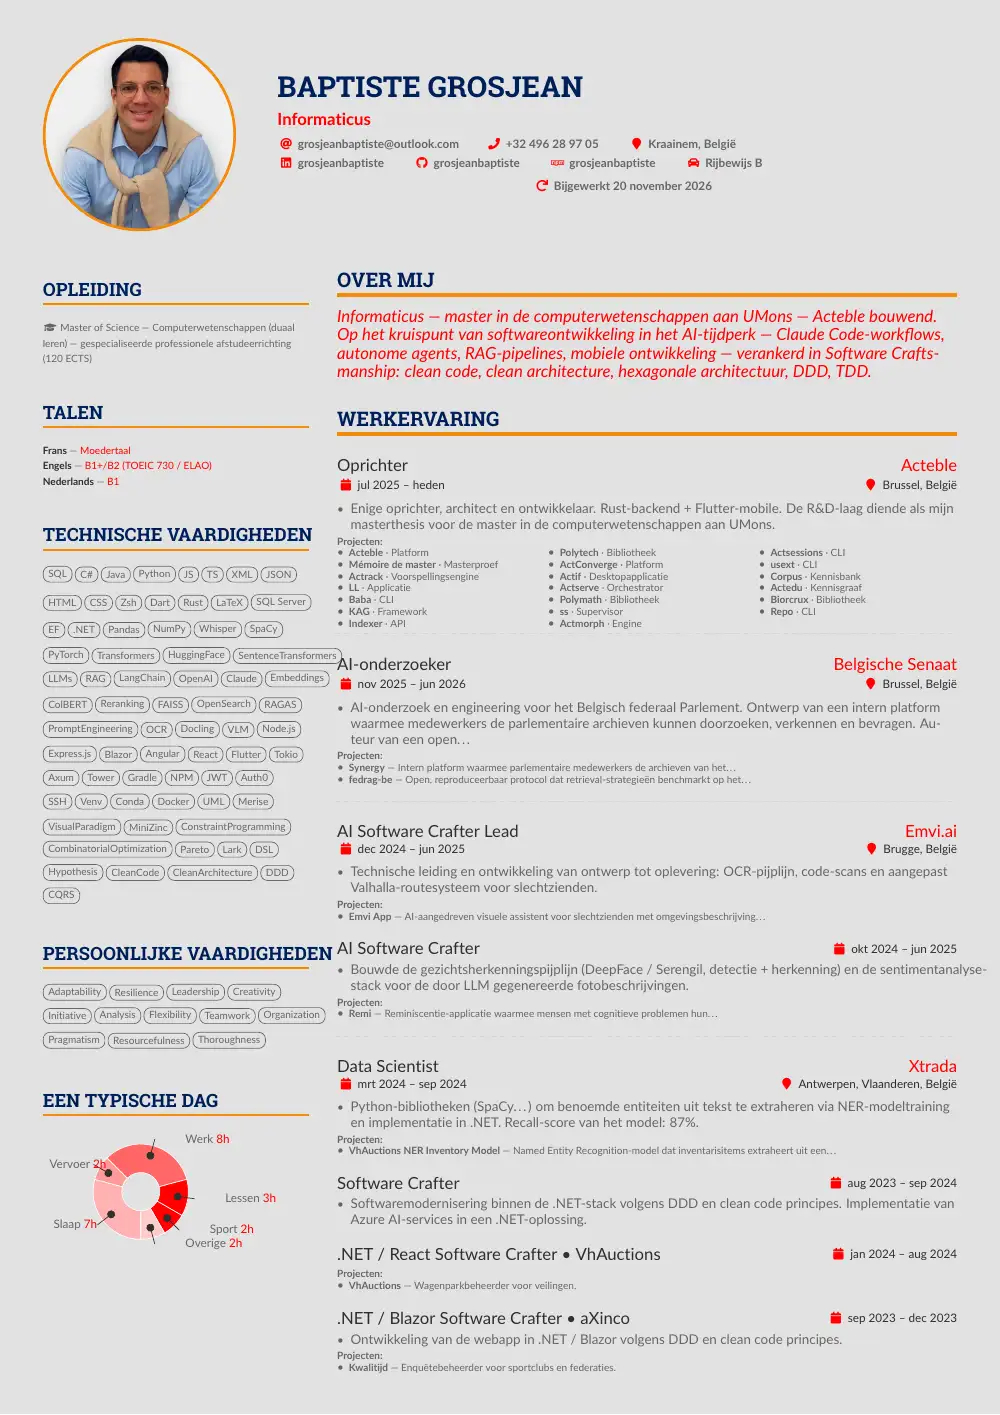 BAPTISTE GROSJEAN
Informaticus
grosjeanbaptiste@outlook.com +32 496 28 97 05 Kraainem, België
grosjeanbaptiste grosjeanbaptiste grosjeanbaptiste Rijbewijs B
Bijgewerkt 20 november 2026
OPLEIDING
Master of Science — Computerwetenschappen (duaal
leren) — gespecialiseerde professionele afstudeerrichting
(120 ECTS)
TALEN
Frans — Moedertaal
Engels — B1+/B2 (TOEIC 730 / ELAO)
Nederlands — B1
TECHNISCHE VAARDIGHEDEN
SQL C# Java Python JS TS XML JSON
HTML CSS Zsh Dart Rust LaTeX SQL Server
EF .NET Pandas NumPy Whisper SpaCy
PyTorch Transformers HuggingFace SentenceTransformers
LLMs RAG LangChain OpenAI Claude Embeddings
ColBERT Reranking FAISS OpenSearch RAGAS
PromptEngineering OCR Docling VLM Node.js
Express.js Blazor Angular React Flutter Tokio
Axum Tower Gradle NPM JWT Auth0
SSH Venv Conda Docker UML Merise
VisualParadigm MiniZinc ConstraintProgramming
CombinatorialOptimization Pareto Lark DSL
Hypothesis CleanCode CleanArchitecture DDD
CQRS
PERSOONLIJKE VAARDIGHEDEN
Adaptability Resilience Leadership Creativity
Initiative Analysis Flexibility Teamwork Organization
Pragmatism Resourcefulness Thoroughness
EEN TYPISCHE DAG
Werk 8h
Vervoer 2h
Lessen 3h
Slaap 7h
Sport 2h
Overige 2h
OVER MIJ
Informaticus — master in de computerwetenschappen aan UMons — Acteble bouwend.
Op het kruispunt van softwareontwikkeling in het AI-tijdperk — Claude Code-workflows,
autonome agents, RAG-pipelines, mobiele ontwikkeling — verankerd in Software Crafts-
manship: clean code, clean architecture, hexagonale architectuur, DDD, TDD.
WERKERVARING
Oprichter Acteble
jul 2025 – heden Brussel, België
• Enige oprichter, architect en ontwikkelaar. Rust-backend + Flutter-mobile. De R&D-laag diende als mijn
masterthesis voor de master in de computerwetenschappen aan UMons.
Projecten:
• Acteble · Platform • Polytech · Bibliotheek • Actsessions · CLI
• Mémoire de master · Masterproef • ActConverge · Platform • usext · CLI
• Actrack · Voorspellingsengine • Actif · Desktopapplicatie • Corpus · Kennisbank
• LL · Applicatie • Actserve · Orchestrator • Actedu · Kennisgraaf
• Baba · CLI • Polymath · Bibliotheek • Biorcrux · Bibliotheek
• KAG · Framework • ss · Supervisor • Repo · CLI
• Indexer · API • Actmorph · Engine
AI-onderzoeker Belgische Senaat
nov 2025 – jun 2026 Brussel, België
• AI-onderzoek en engineering voor het Belgisch federaal Parlement. Ontwerp van een intern platform
waarmee medewerkers de parlementaire archieven kunnen doorzoeken, verkennen en bevragen. Au-
teur van een open…
Projecten:
• Synergy — Intern platform waarmee parlementaire medewerkers de archieven van het…
• fedrag-be — Open, reproduceerbaar protocol dat retrieval-strategieën benchmarkt op het…
AI Software Crafter Lead Emvi.ai
dec 2024 – jun 2025 Brugge, België
• Technische leiding en ontwikkeling van ontwerp tot oplevering: OCR-pijplijn, code-scans en aangepast
Valhalla-routesysteem voor slechtzienden.
Projecten:
• Emvi App — AI-aangedreven visuele assistent voor slechtzienden met omgevingsbeschrijving…
AI Software Crafter okt 2024 – jun 2025
• Bouwde de gezichtsherkenningspijplijn (DeepFace / Serengil, detectie + herkenning) en de sentimentanalyse-
stack voor de door LLM gegenereerde fotobeschrijvingen.
Projecten:
• Remi — Reminiscentie-applicatie waarmee mensen met cognitieve problemen hun…
Data Scientist Xtrada
mrt 2024 – sep 2024 Antwerpen, Vlaanderen, België
• Python-bibliotheken (SpaCy…) om benoemde entiteiten uit tekst te extraheren via NER-modeltraining
en implementatie in .NET. Recall-score van het model: 87%.
Projecten:
• VhAuctions NER Inventory Model — Named Entity Recognition-model dat inventarisitems extraheert uit een…
Software Crafter aug 2023 – sep 2024
• Softwaremodernisering binnen de .NET-stack volgens DDD en clean code principes. Implementatie van
Azure AI-services in een .NET-oplossing.
.NET / React Software Crafter • VhAuctions jan 2024 – aug 2024
Projecten:
• VhAuctions — Wagenparkbeheerder voor veilingen.
.NET / Blazor Software Crafter • aXinco sep 2023 – dec 2023
• Ontwikkeling van de webapp in .NET / Blazor volgens DDD en clean code principes.
Projecten:
• Kwalitijd — Enquêtebeheerder voor sportclubs en federaties.